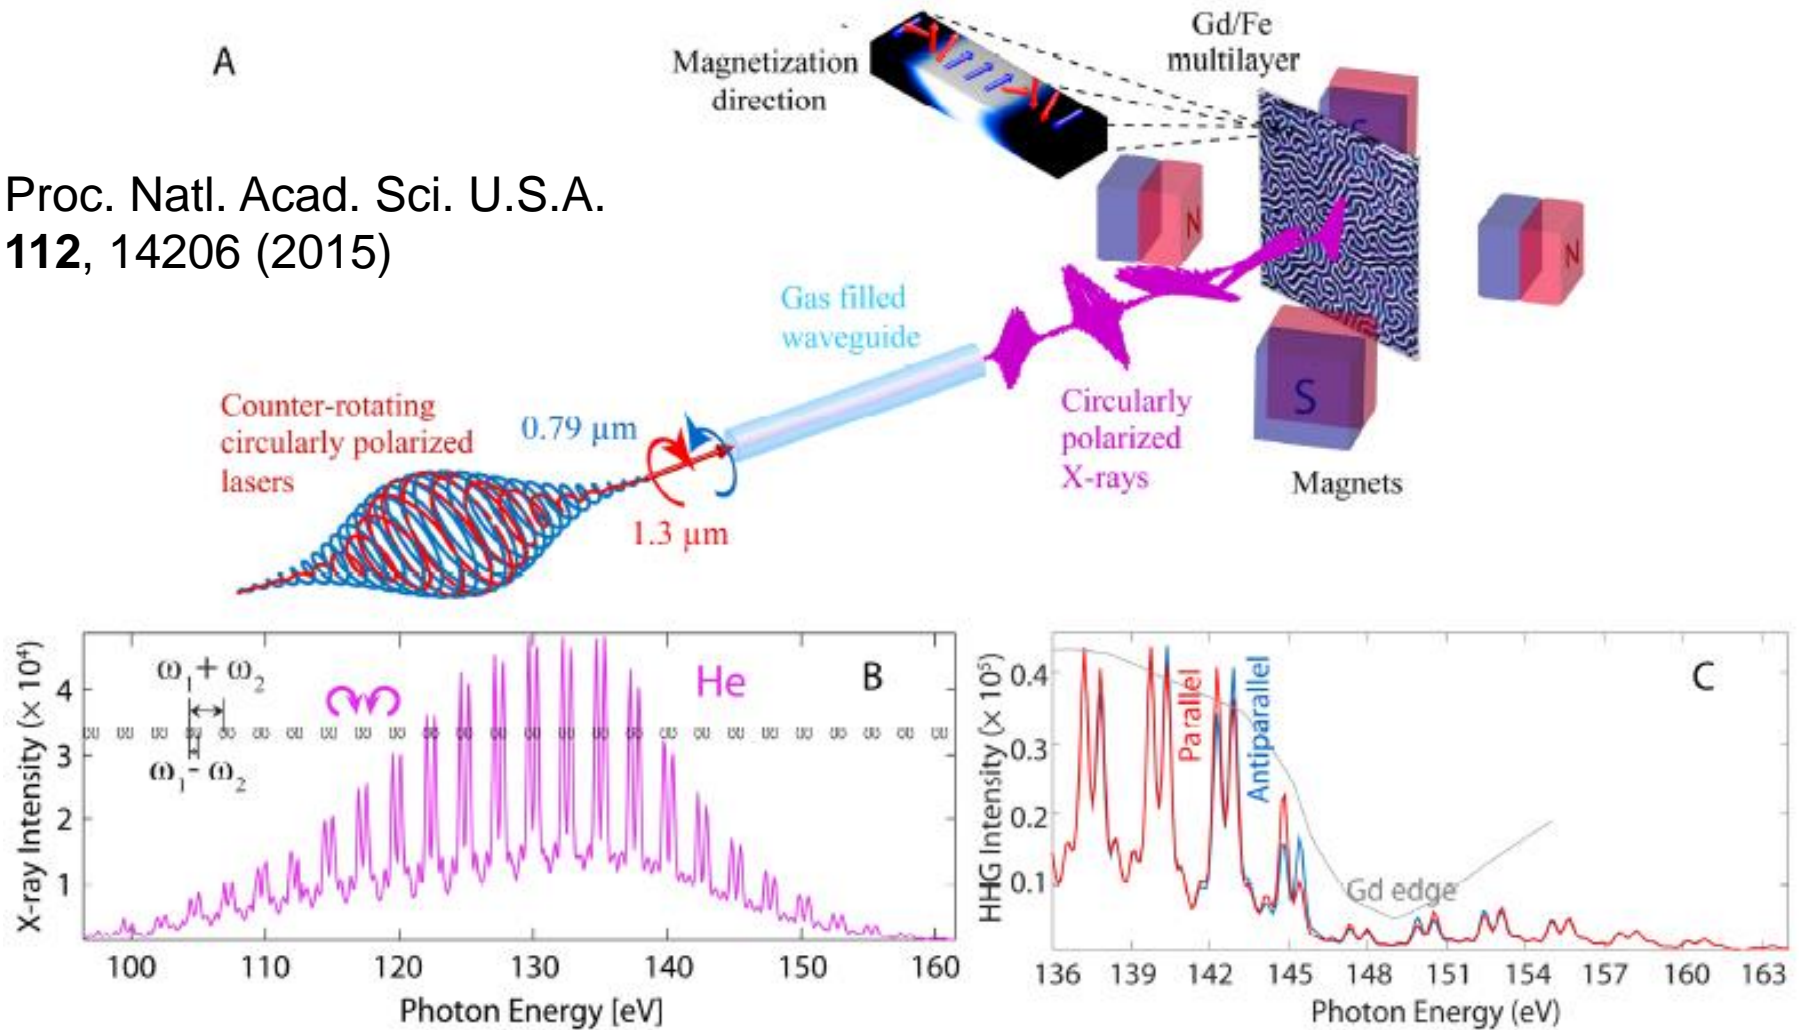 A
Magnetization
direction
Gd/Fe
multilayer
Proc. Natl. Acad. Sci. U.S.A.
112, 14206 (2015)
N
N
S
Gas filled
waveguide
Counter-rotating
circularly polarized
lasers
0.79 μm
1.3 μm
Circularly
polarized
X-rays
Magnets
X-ray Intensity (× 10⁴)
4
3
2
1
ω₁ + ω₂
ω₁ - ω₂
He
B
100 110 120 130 140 150 160
Photon Energy [eV]
HHG Intensity (× 10⁵)
0.4
0.3
0.2
0.1
Parallel
Antiparallel
C
Gd edge
136 139 142 145 148 151 154 157 160 163
Photon Energy (eV)